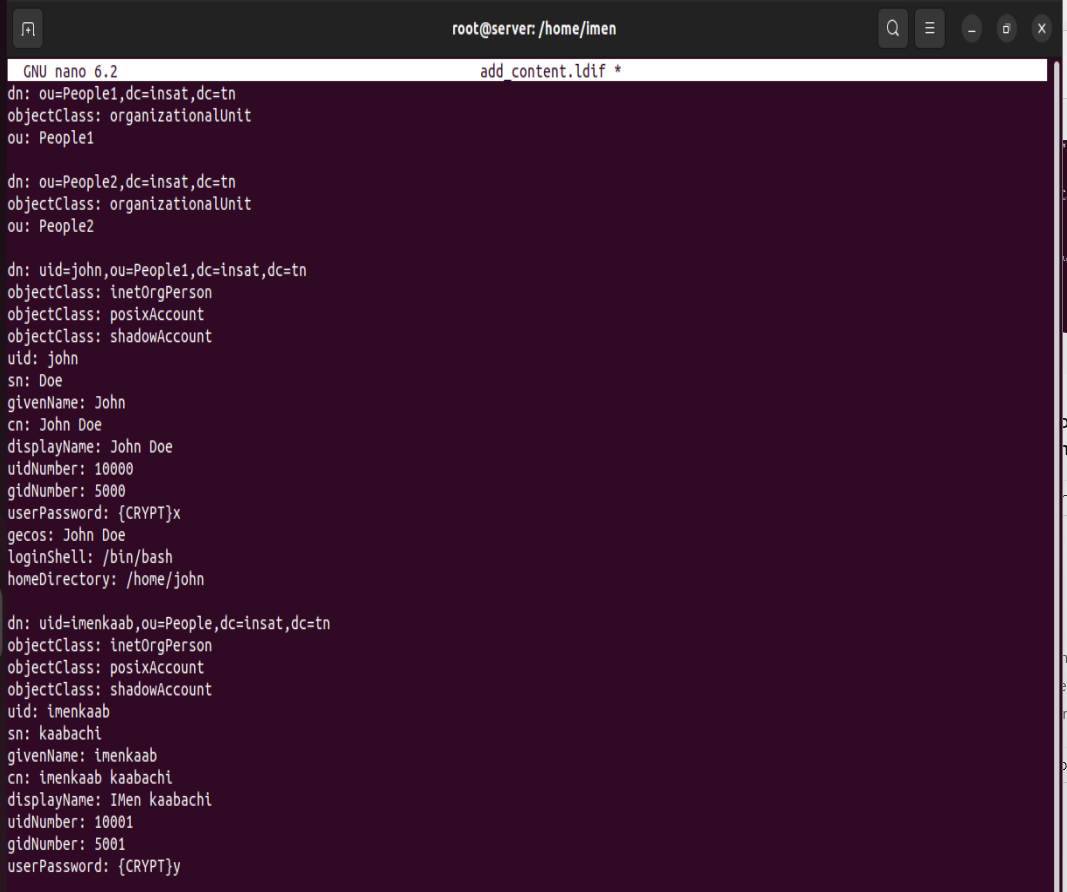 root@server: /home/imen
GNU nano 6.2 add_content.ldif *
dn: ou=People1,dc=insat,dc=tn
objectClass: organizationalUnit
ou: People1

dn: ou=People2,dc=insat,dc=tn
objectClass: organizationalUnit
ou: People2

dn: uid=john,ou=People1,dc=insat,dc=tn
objectClass: inetOrgPerson
objectClass: posixAccount
objectClass: shadowAccount
uid: john
sn: Doe
givenName: John
cn: John Doe
displayName: John Doe
uidNumber: 10000
gidNumber: 5000
userPassword: {CRYPT}x
gecos: John Doe
loginShell: /bin/bash
homeDirectory: /home/john

dn: uid=imenkaab,ou=People,dc=insat,dc=tn
objectClass: inetOrgPerson
objectClass: posixAccount
objectClass: shadowAccount
uid: imenkaab
sn: kaabachi
givenName: imenkaab
cn: imenkaab kaabachi
displayName: IMen kaabachi
uidNumber: 10001
gidNumber: 5001
userPassword: {CRYPT}y